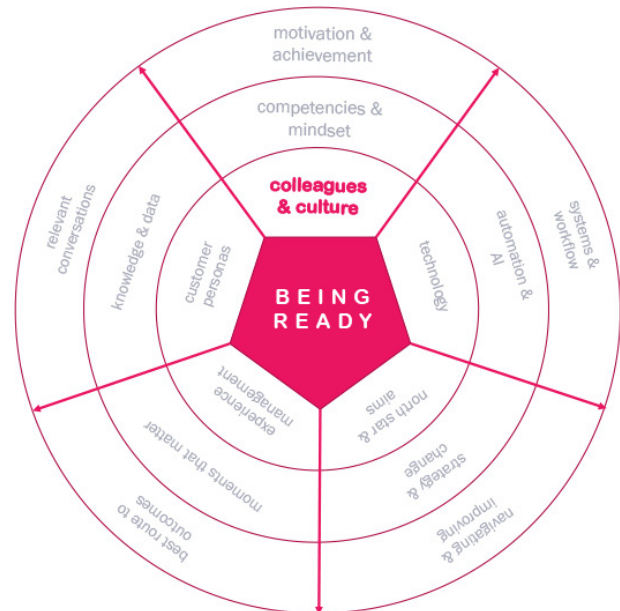 motivation &
achievement
competencies &
mindset
colleagues
& culture
relevant
conversations
knowledge & data
customer
personas
BEING
READY
technology
automation &
AI
systems &
workflow
experience
management
moments that matter
best route to
outcomes
north star &
aims
strategy &
change
navigating &
improving